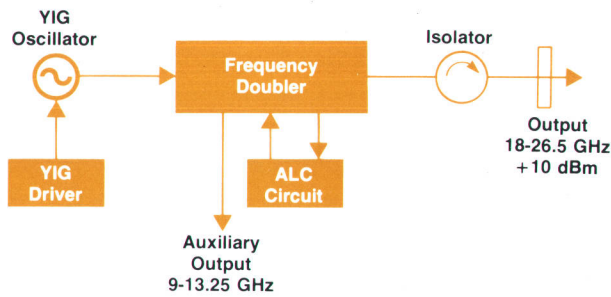 YIG
Oscillator
Frequency
Doubler
Isolator
Output
18-26.5 GHz
+10 dBm
YIG
Driver
ALC
Circuit
Auxiliary
Output
9-13.25 GHz